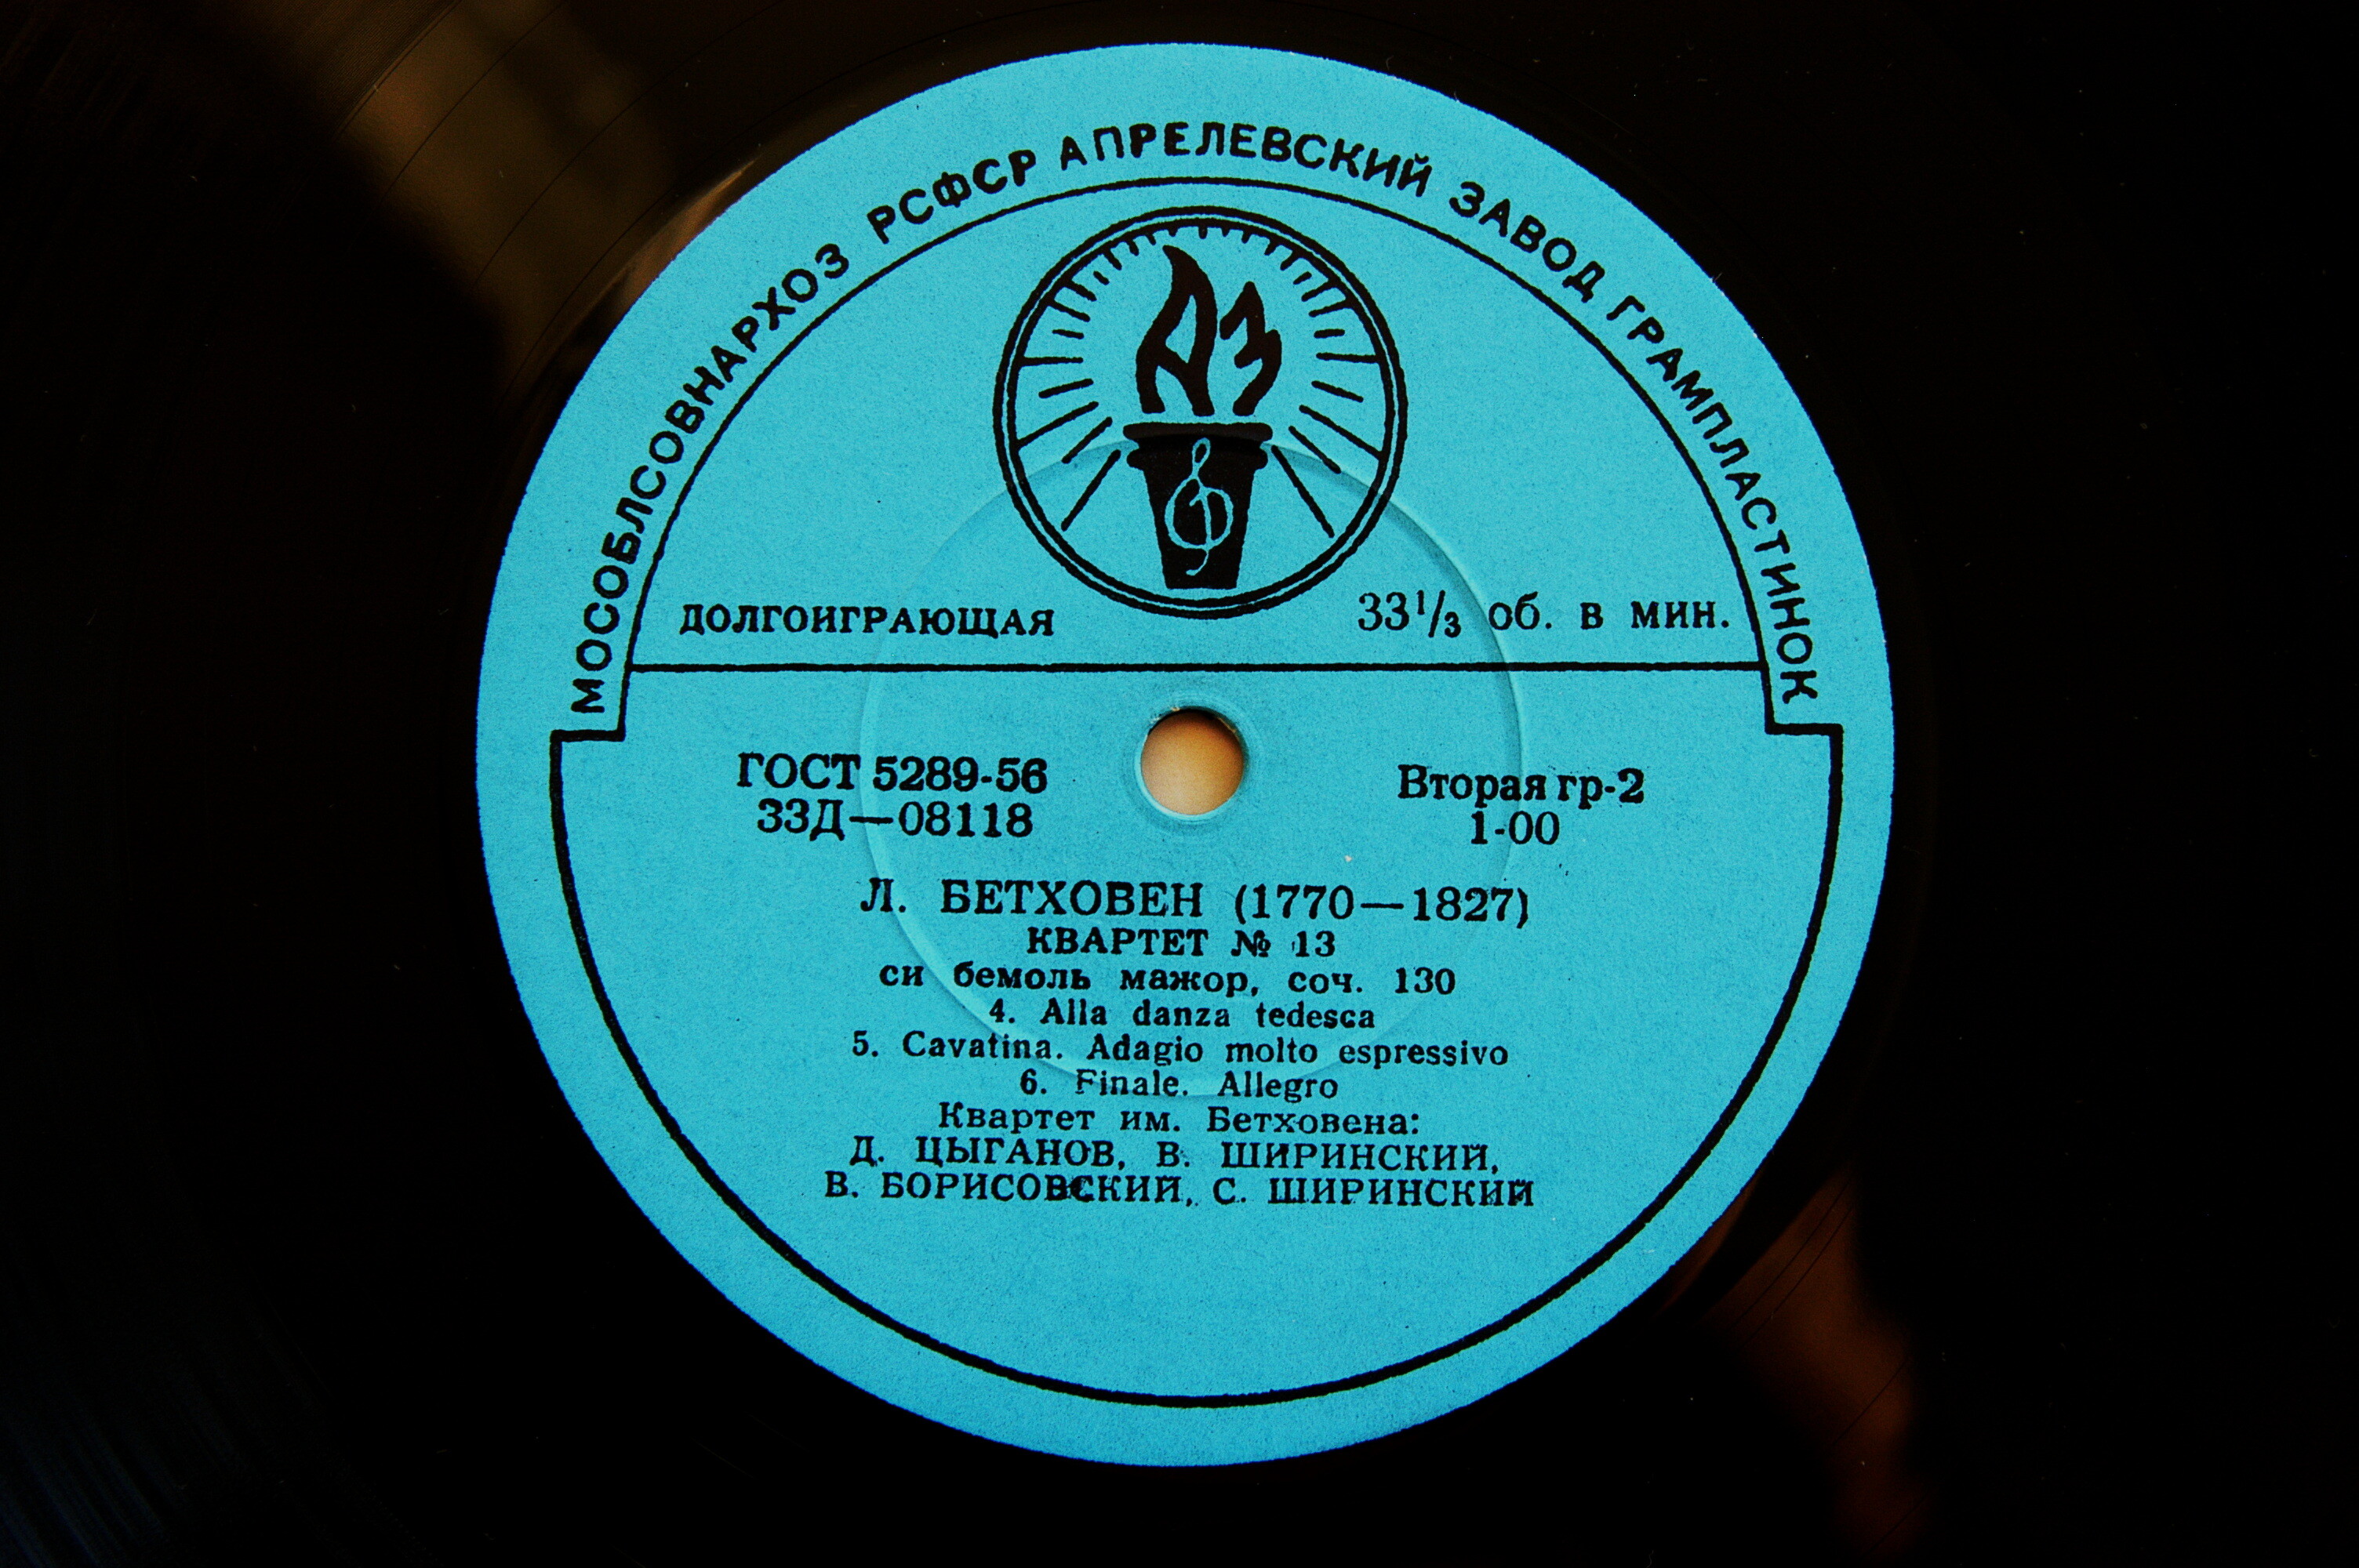 МОСОБЛСОВНАРХОЗ РСФСР АПРЕЛЕВСКИЙ ЗАВОД ГРАМПЛАСТИНОК
АЗ
ДОЛГОИГРАЮЩАЯ 33⅓ об. в мин.
ГОСТ 5289-56 Вторая гр-2
33Д—08118 1-00
Л. БЕТХОВЕН (1770—1827)
КВАРТЕТ № 13
си бемоль мажор, соч. 130
4. Alla danza tedesca
5. Cavatina. Adagio molto espressivo
6. Finale. Allegro
Квартет им. Бетховена:
Д. ЦЫГАНОВ, В. ШИРИНСКИЙ,
В. БОРИСОВСКИЙ, С. ШИРИНСКИЙ